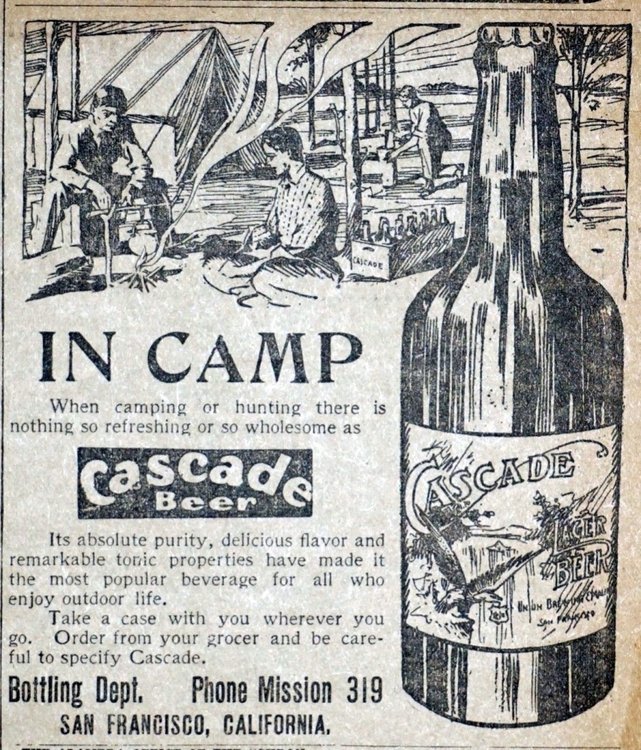 CASCADE
IN CAMP
When camping or hunting there is
nothing so refreshing or so wholesome as
Cascade
Beer
Its absolute purity, delicious flavor and
remarkable tonic properties have made it
the most popular beverage for all who
enjoy outdoor life.
Take a case with you wherever you
go. Order from your grocer and be care-
ful to specify Cascade.
Bottling Dept. Phone Mission 319
SAN FRANCISCO, CALIFORNIA.
CASCADE
LAGER
BEER
UNION BREWING
SAN FRANCISCO